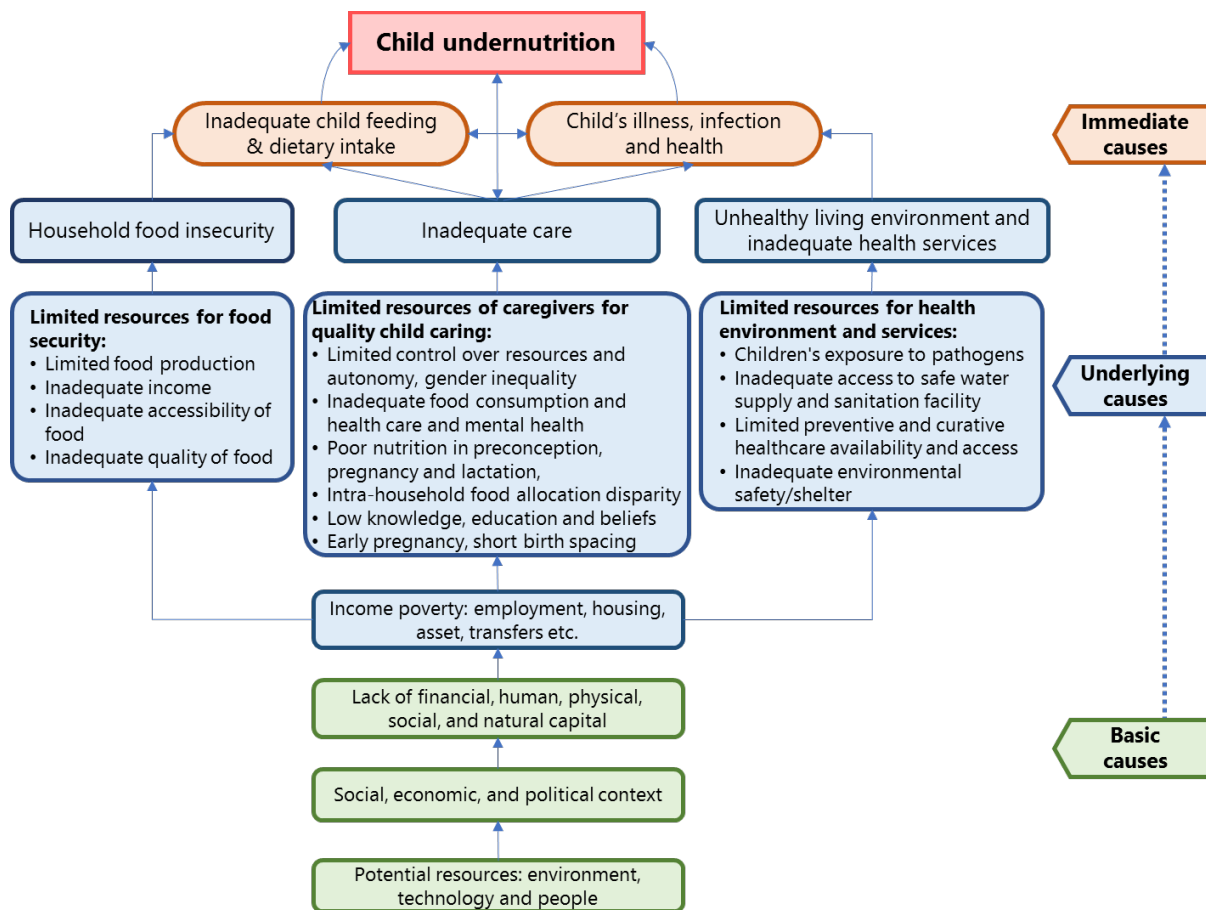 Child undernutrition
Inadequate child feeding
& dietary intake
Child's illness, infection
and health
Immediate
causes
Household food insecurity
Inadequate care
Unhealthy living environment and
inadequate health services
Limited resources for food
security:
• Limited food production
• Inadequate income
• Inadequate accessibility of
food
• Inadequate quality of food
Limited resources of caregivers for
quality child caring:
• Limited control over resources and
autonomy, gender inequality
• Inadequate food consumption and
health care and mental health
• Poor nutrition in preconception,
pregnancy and lactation,
• Intra-household food allocation disparity
• Low knowledge, education and beliefs
• Early pregnancy, short birth spacing
Limited resources for health
environment and services:
• Children's exposure to pathogens
• Inadequate access to safe water
supply and sanitation facility
• Limited preventive and curative
healthcare availability and access
• Inadequate environmental
safety/shelter
Underlying
causes
Income poverty: employment, housing,
asset, transfers etc.
Lack of financial, human, physical,
social, and natural capital
Basic
causes
Social, economic, and political context
Potential resources: environment,
technology and people